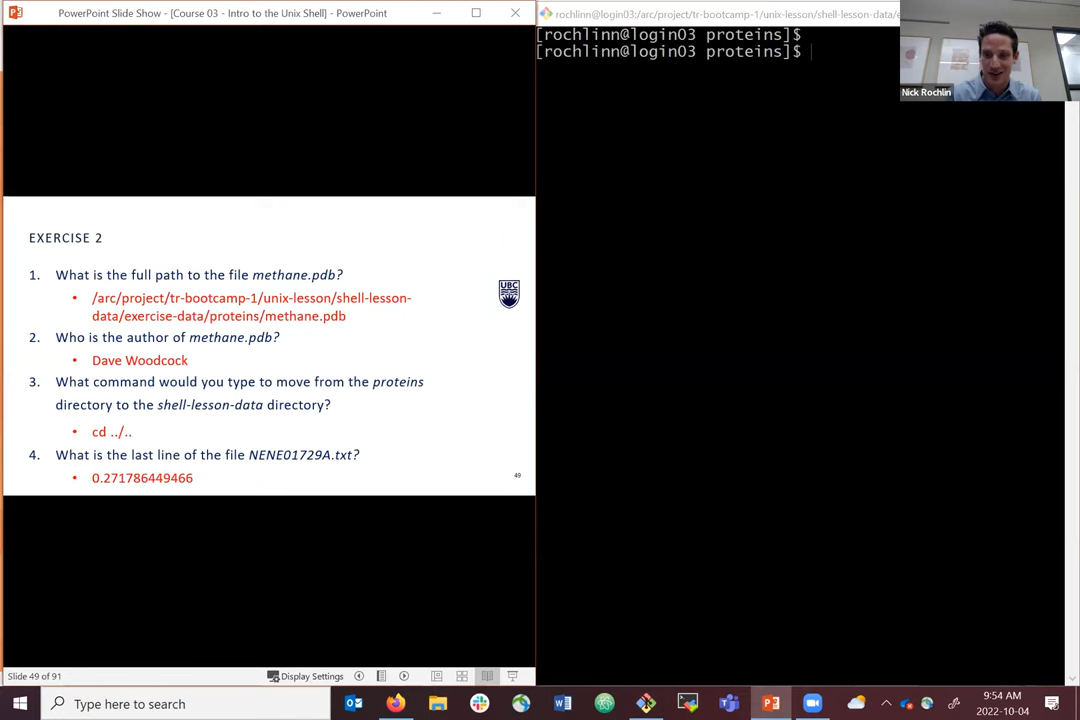 PowerPoint Slide Show - [Course 03 - Intro to the Unix Shell] - PowerPoint
rochlinn@login03:/arc/project/tr-bootcamp-1/unix-lesson/shell-lesson-data/e
[rochlinn@login03 proteins]$
[rochlinn@login03 proteins]$
Nick Rochlin
EXERCISE 2
1. What is the full path to the file methane.pdb?
• /arc/project/tr-bootcamp-1/unix-lesson/shell-lesson-
data/exercise-data/proteins/methane.pdb
2. Who is the author of methane.pdb?
• Dave Woodcock
3. What command would you type to move from the proteins
directory to the shell-lesson-data directory?
• cd ../..
4. What is the last line of the file NENE01729A.txt?
• 0.271786449466
UBC
49
Slide 49 of 91
Display Settings
Type here to search
9:54 AM
2022-10-04